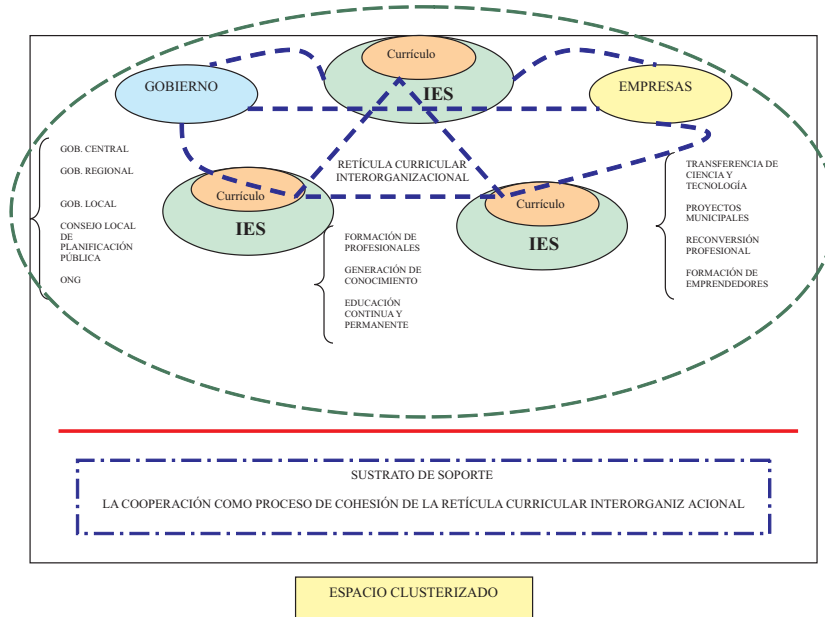 Currículo
IES
GOBIERNO
EMPRESAS
GOB. CENTRAL
GOB. REGIONAL
GOB. LOCAL
CONSEJO LOCAL
DE
PLANIFICACIÓN
PÚBLICA
ONG
RETÍCULA CURRICULAR
INTERORGANIZACIONAL
Currículo
IES
Currículo
IES
FORMACIÓN DE
PROFESIONALES
GENERACIÓN DE
CONOCIMIENTO
EDUCACIÓN
CONTINUA Y
PERMANENTE
TRANSFERENCIA DE
CIENCIA Y
TECNOLOGÍA
PROYECTOS
MUNICIPALES
RECONVERSIÓN
PROFESIONAL
FORMACIÓN DE
EMPRENDEDORES
SUSTRATO DE SOPORTE
LA COOPERACIÓN COMO PROCESO DE COHESIÓN DE LA RETÍCULA CURRICULAR INTERORGANIZ ACIONAL
ESPACIO CLUSTERIZADO